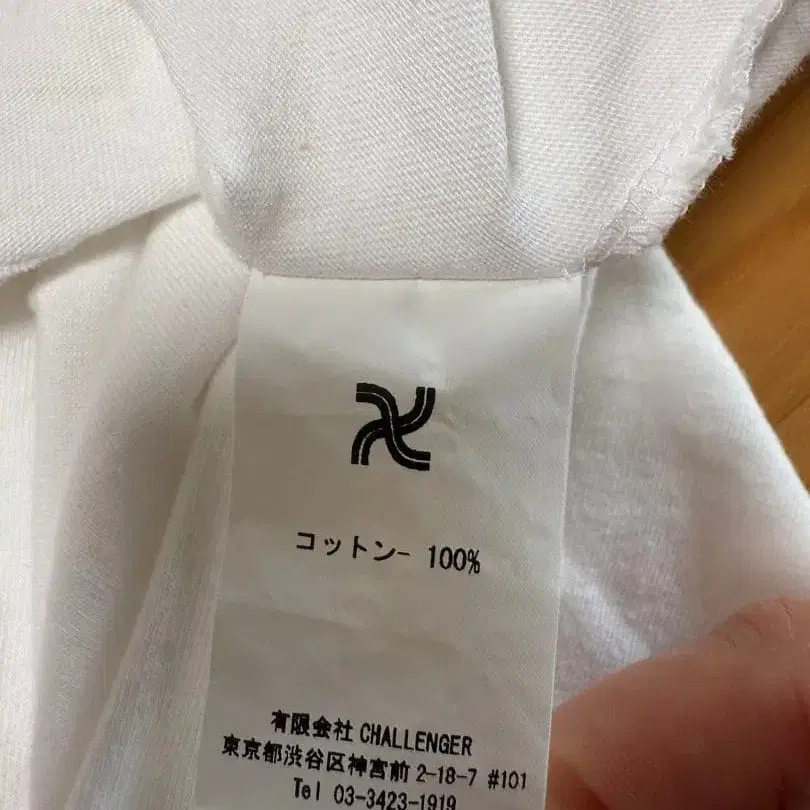 コットン- 100%
有限会社 CHALLENGER
東京都渋谷区神宮前 2-18-7 #101
Tel 03-3423-1919